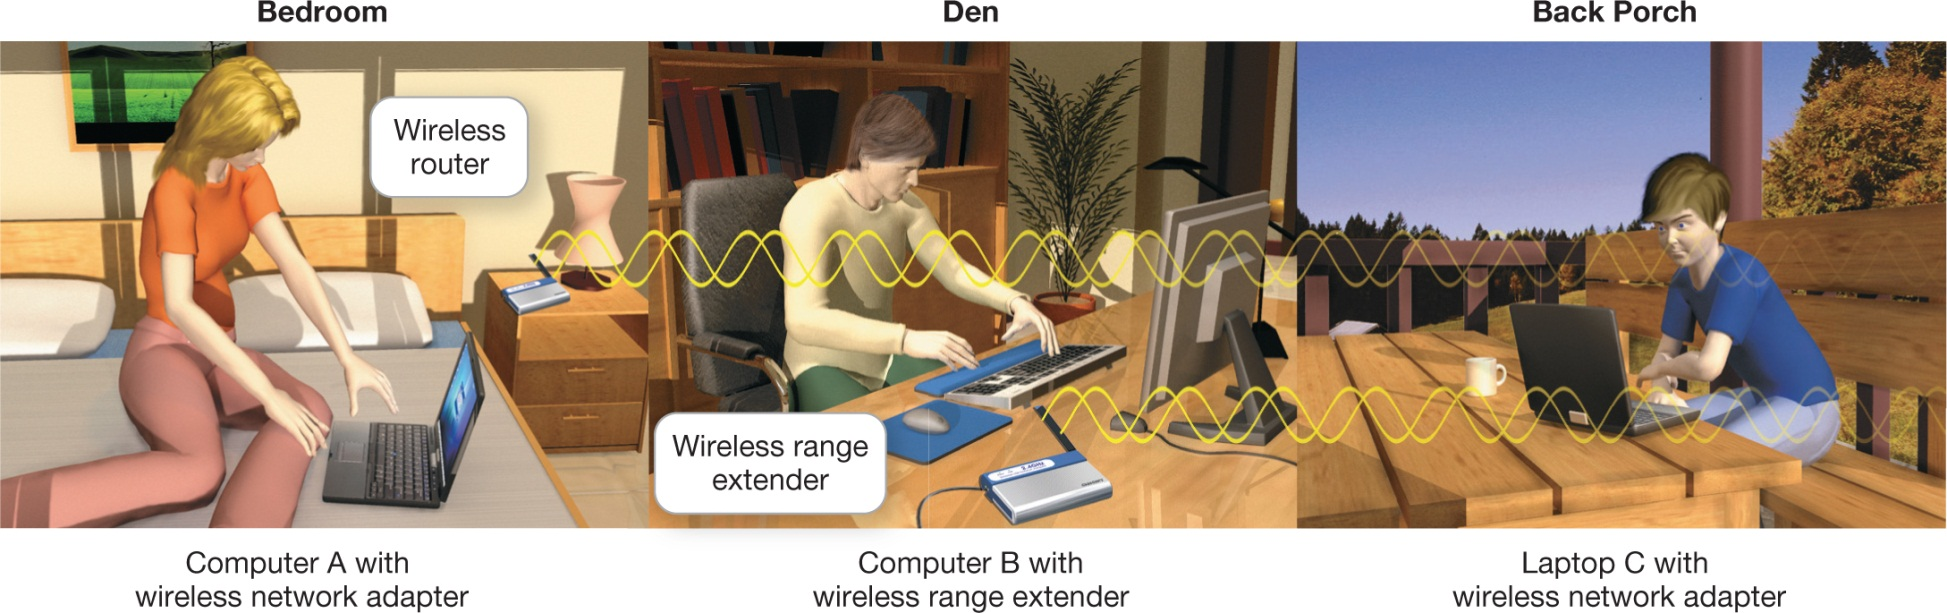 Bedroom
Den
Back Porch
Wireless
router
Wireless range
extender
Computer A with
wireless network adapter
Computer B with
wireless range extender
Laptop C with
wireless network adapter